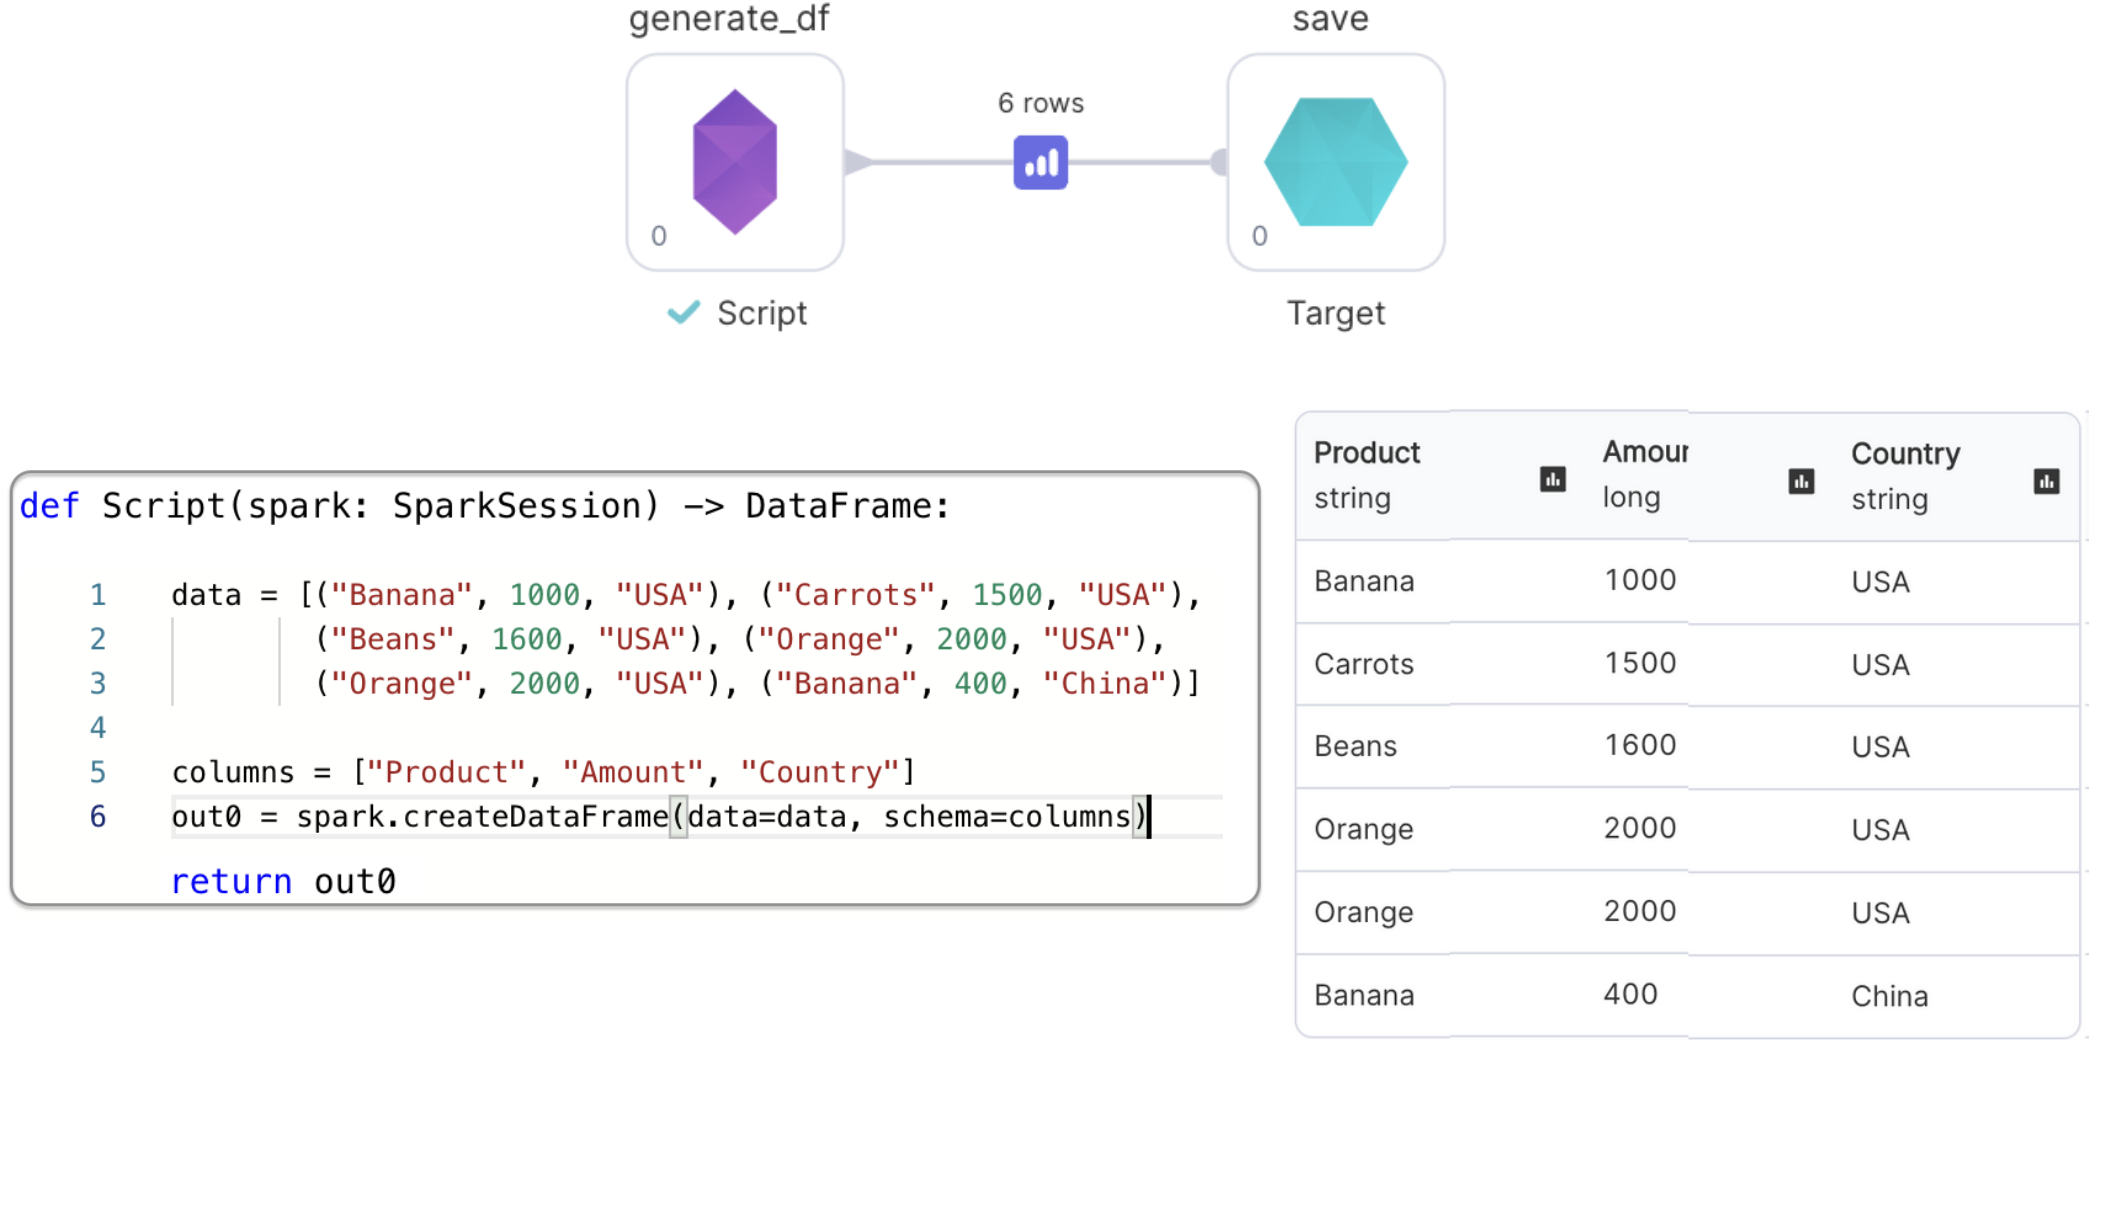 generate_df
save
6 rows
0
0
Script
Target
def Script(spark: SparkSession) —> DataFrame:
1 data = [("Banana", 1000, "USA"), ("Carrots", 1500, "USA"),
2 ("Beans", 1600, "USA"), ("Orange", 2000, "USA"),
3 ("Orange", 2000, "USA"), ("Banana", 400, "China")]
4
5 columns = ["Product", "Amount", "Country"]
6 out0 = spark.createDataFrame(data=data, schema=columns)
return out0
Product Amour Country
string long string
Banana 1000 USA
Carrots 1500 USA
Beans 1600 USA
Orange 2000 USA
Orange 2000 USA
Banana 400 China